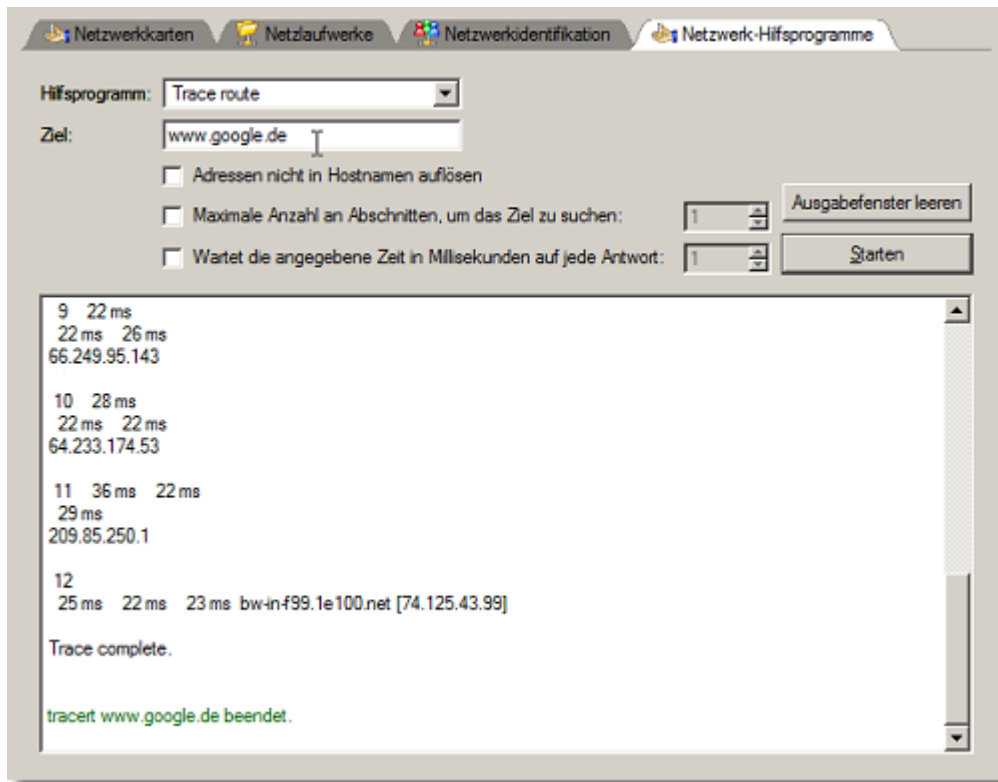 Netzwerkkarten Netzlaufwerke Netzwerkidentifikation Netzwerk-Hilfsprogramme
Hilfsprogramm: Trace route
Ziel: www.google.de
Adressen nicht in Hostnamen auflösen
Maximale Anzahl an Abschnitten, um das Ziel zu suchen: 1 Ausgabefenster leeren
Wartet die angegebene Zeit in Millisekunden auf jede Antwort: 1 Starten
9 22 ms
22 ms 26 ms
66.249.95.143
10 28 ms
22 ms 22 ms
64.233.174.53
11 36 ms 22 ms
29 ms
209.85.250.1
12
25 ms 22 ms 23 ms bw-in-f99.1e100.net [74.125.43.99]
Trace complete.
tracert www.google.de beendet.